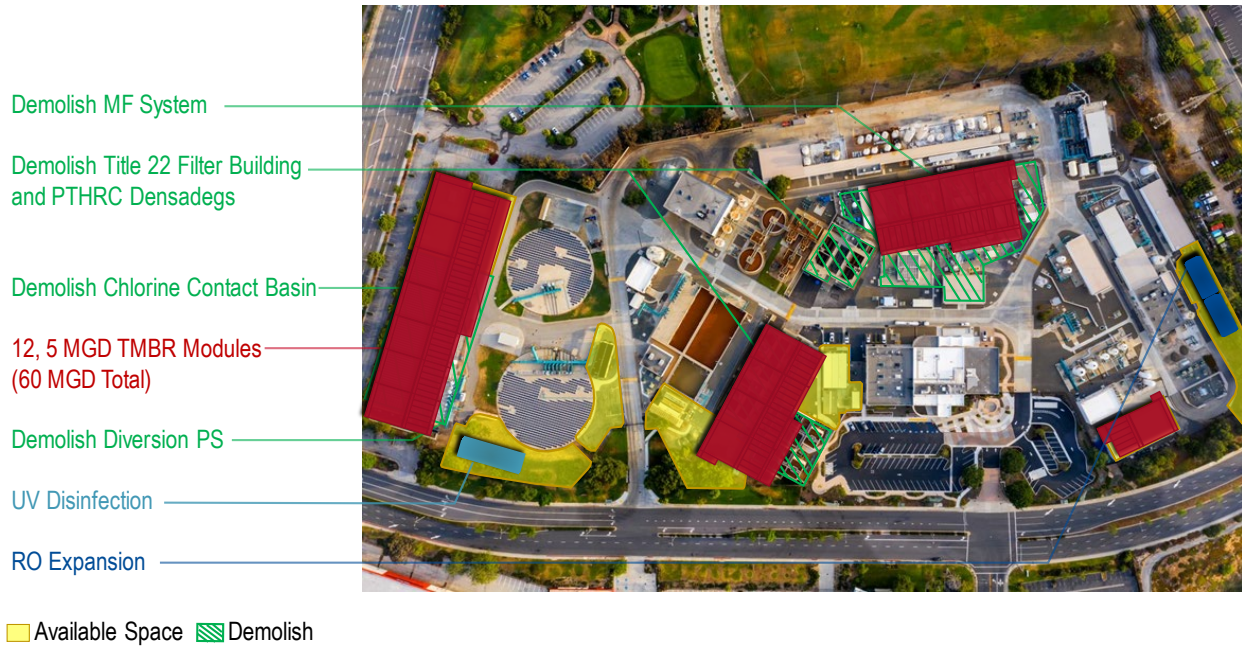 Demolish MF System
Demolish Title 22 Filter Building
and PTHRC Densadegs
Demolish Chlorine Contact Basin
12, 5 MGD TMBR Modules
(60 MGD Total)
Demolish Diversion PS
UV Disinfection
RO Expansion
Available Space
Demolish